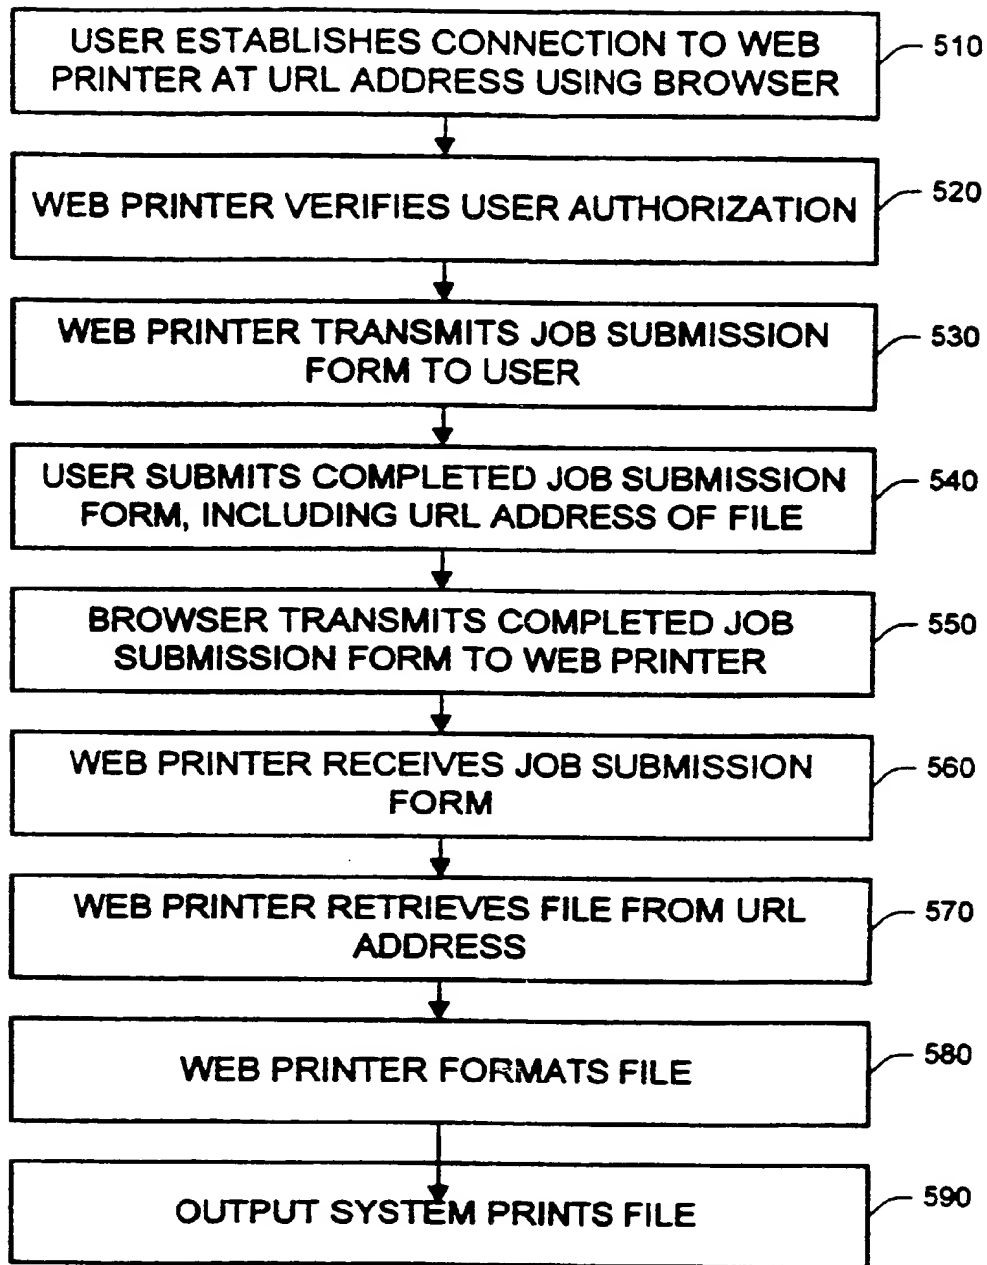 USER ESTABLISHES CONNECTION TO WEB
PRINTER AT URL ADDRESS USING BROWSER
510
WEB PRINTER VERIFIES USER AUTHORIZATION
520
WEB PRINTER TRANSMITS JOB SUBMISSION
FORM TO USER
530
USER SUBMITS COMPLETED JOB SUBMISSION
FORM, INCLUDING URL ADDRESS OF FILE
540
BROWSER TRANSMITS COMPLETED JOB
SUBMISSION FORM TO WEB PRINTER
550
WEB PRINTER RECEIVES JOB SUBMISSION
FORM
560
WEB PRINTER RETRIEVES FILE FROM URL
ADDRESS
570
WEB PRINTER FORMATS FILE
580
OUTPUT SYSTEM PRINTS FILE
590